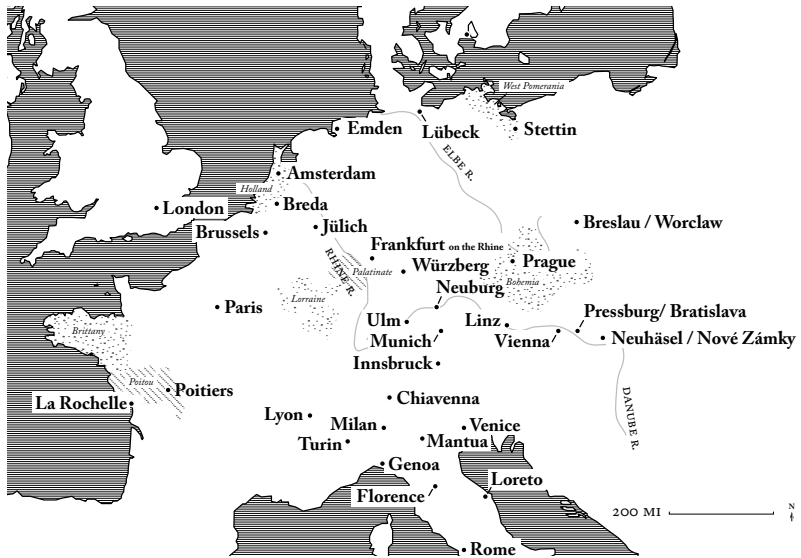 West Pomerania
Emden
Lübeck
Stettin
ELBE R.
Amsterdam
Holland
London
Breda
Breslau / Worclaw
Brussels
Jülich
Frankfurt on the Rhine
RHINE R.
Palatinate
Würzberg
Prague
Bohemia
Neuburg
Lorraine
Paris
Ulm
Linz
Pressburg/ Bratislava
Brittany
Munich
Vienna
Neuhäsel / Nové Zámky
Innsbruck
Poitou
Poitiers
La Rochelle
Chiavenna
DANUBE R.
Lyon
Milan
Venice
Turin
Mantua
Genoa
Loreto
Florence
200 MI
N
Rome